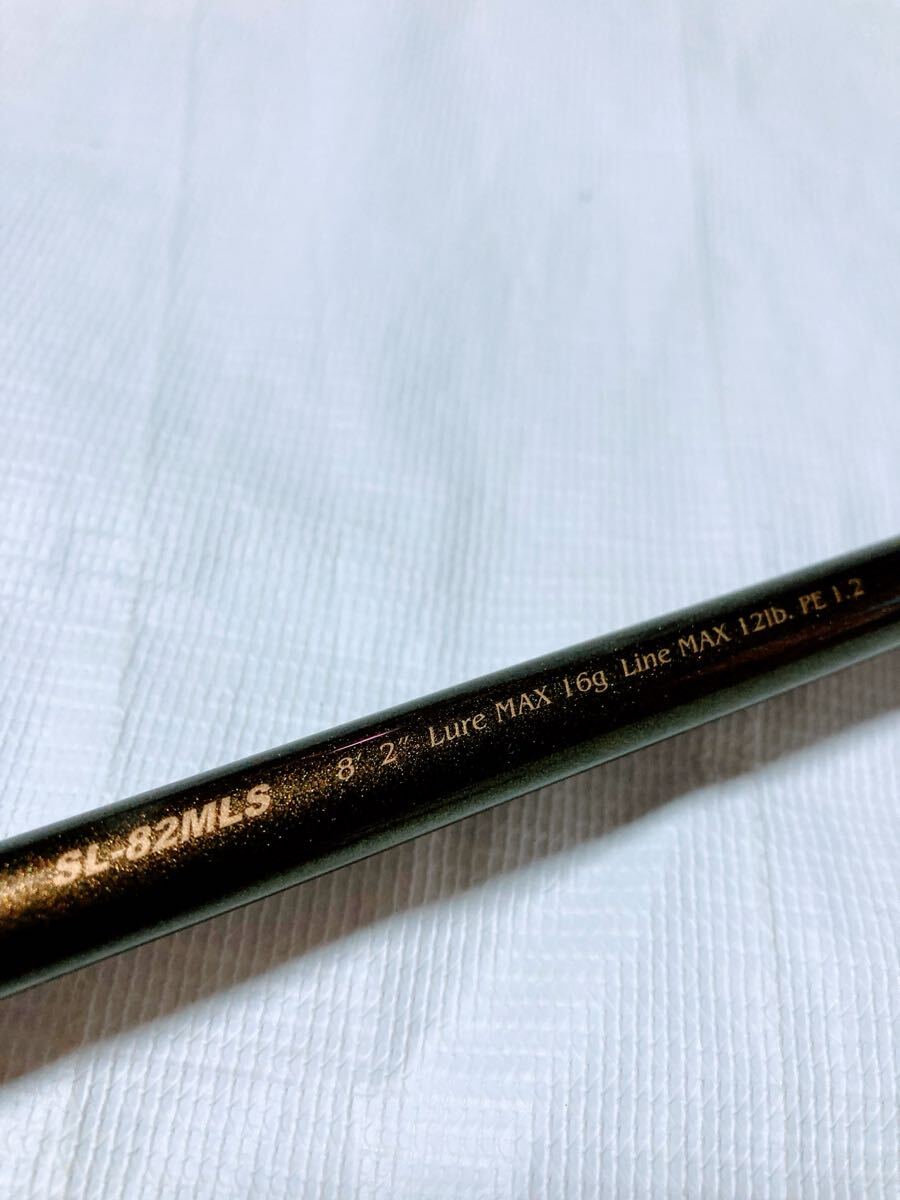 SL-82MLS 8′ 2″ Lure MAX 16g Line MAX 12lb. PE 1.2